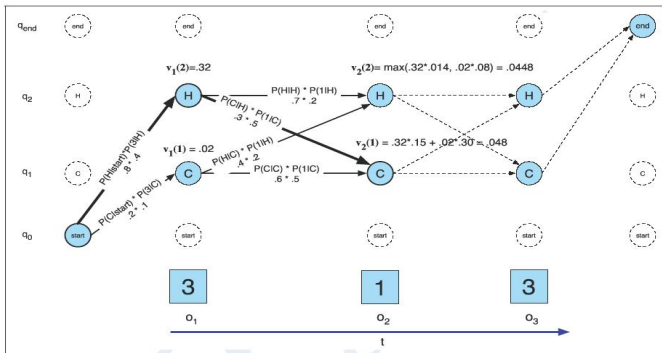 q end
end
end
end
end
end
v1(2)=.32
v2(2)= max(.32*.014, .02*.08) = .0448
q2
H
H
P(H|H) * P(1|H)
.7 * .2
H
H
H
P(C|H) * P(1|C)
.3 * .5
P(H|start)*P(3|H)
.8 * .4
v1(1) = .02
P(H|C) * P(1|H)
.4 * .2
v2(1) = .32*.15 + .02*.30 = .048
q1
C
C
P(C|C) * P(1|C)
.6 * .5
C
C
C
P(C|start) * P(3|C)
.2 * .1
q0
start
start
start
start
start
3
1
3
o1
o2
o3
t